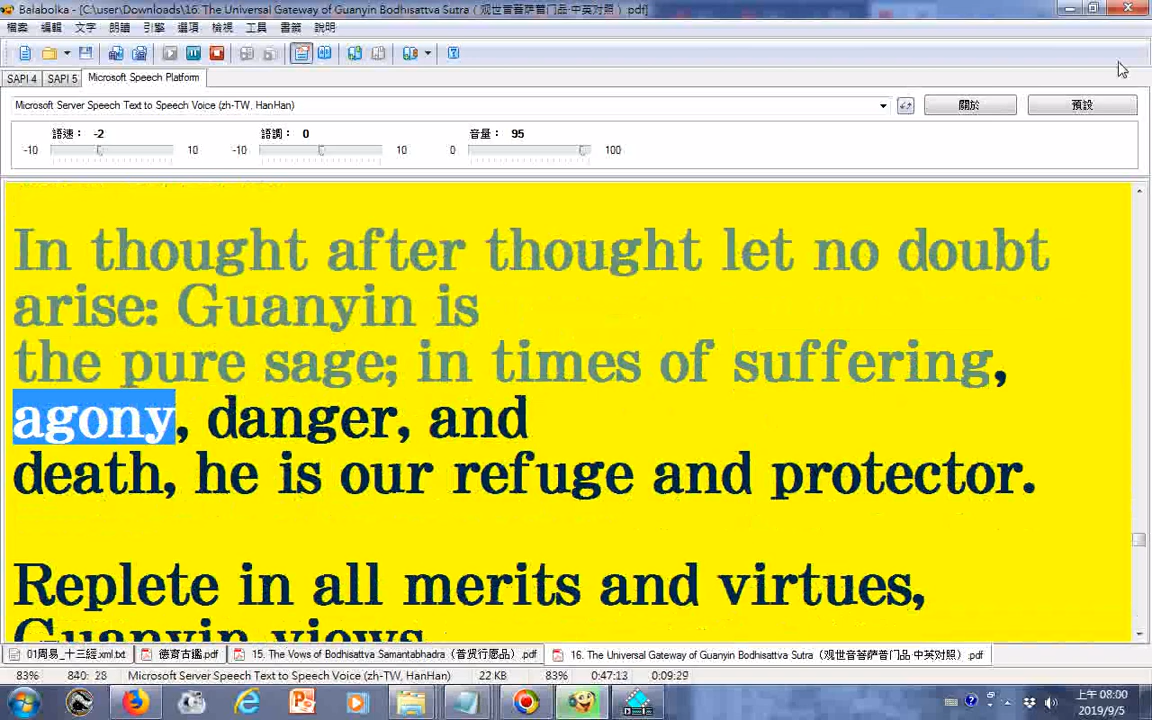 Balabolka - [C:\user\Downloads\16. The Universal Gateway of Guanyin Bodhisattva Sutra（观世音菩萨普门品·中英对照）.pdf]
檔案 編輯 文字 朗讀 引擎 選項 檢視 工具 書籤 說明
SAPI 4 SAPI 5 Microsoft Speech Platform
Microsoft Server Speech Text to Speech Voice (zh-TW, HanHan) 關於 預設
語速： -2 語調： 0 音量： 95
-10 10 -10 10 0 100
In thought after thought let no doubt
arise: Guanyin is
the pure sage; in times of suffering,
agony, danger, and
death, he is our refuge and protector.
Replete in all merits and virtues,
Guanyin views
01周易_十三經.xml.txt 德育古鑑.pdf 15. The Vows of Bodhisattva Samantabhadra（普贤行愿品）.pdf 16. The Universal Gateway of Guanyin Bodhisattva Sutra（观世音菩萨普门品·中英对照）.pdf
83% 840: 28 Microsoft Server Speech Text to Speech Voice (zh-TW, HanHan) 22 KB 83% 0:47:13 0:09:29
上午 08:00
2019/9/5